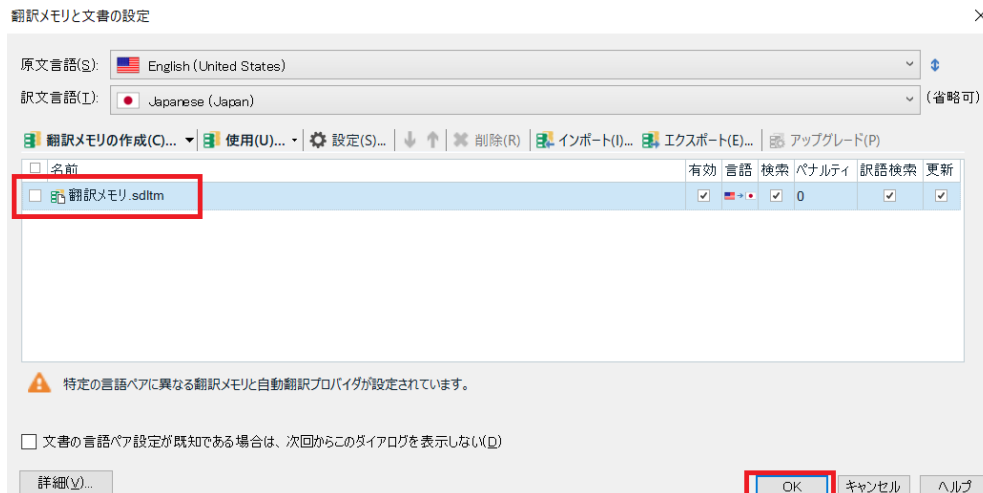 翻訳メモリと文書の設定
原文言語(S): English (United States)
訳文言語(T): Japanese (Japan) (省略可)
翻訳メモリの作成(C)... 使用(U)... 設定(S)... 削除(R) インポート(I)... エクスポート(E)... アップグレード(P)
名前 有効 言語 検索 ペナルティ 訳語検索 更新
翻訳メモリ.sdltm 0
特定の言語ペアに異なる翻訳メモリと自動翻訳プロバイダが設定されています。
文書の言語ペア設定が既知である場合は、次回からこのダイアログを表示しない(D)
詳細(V)... OK キャンセル ヘルプ